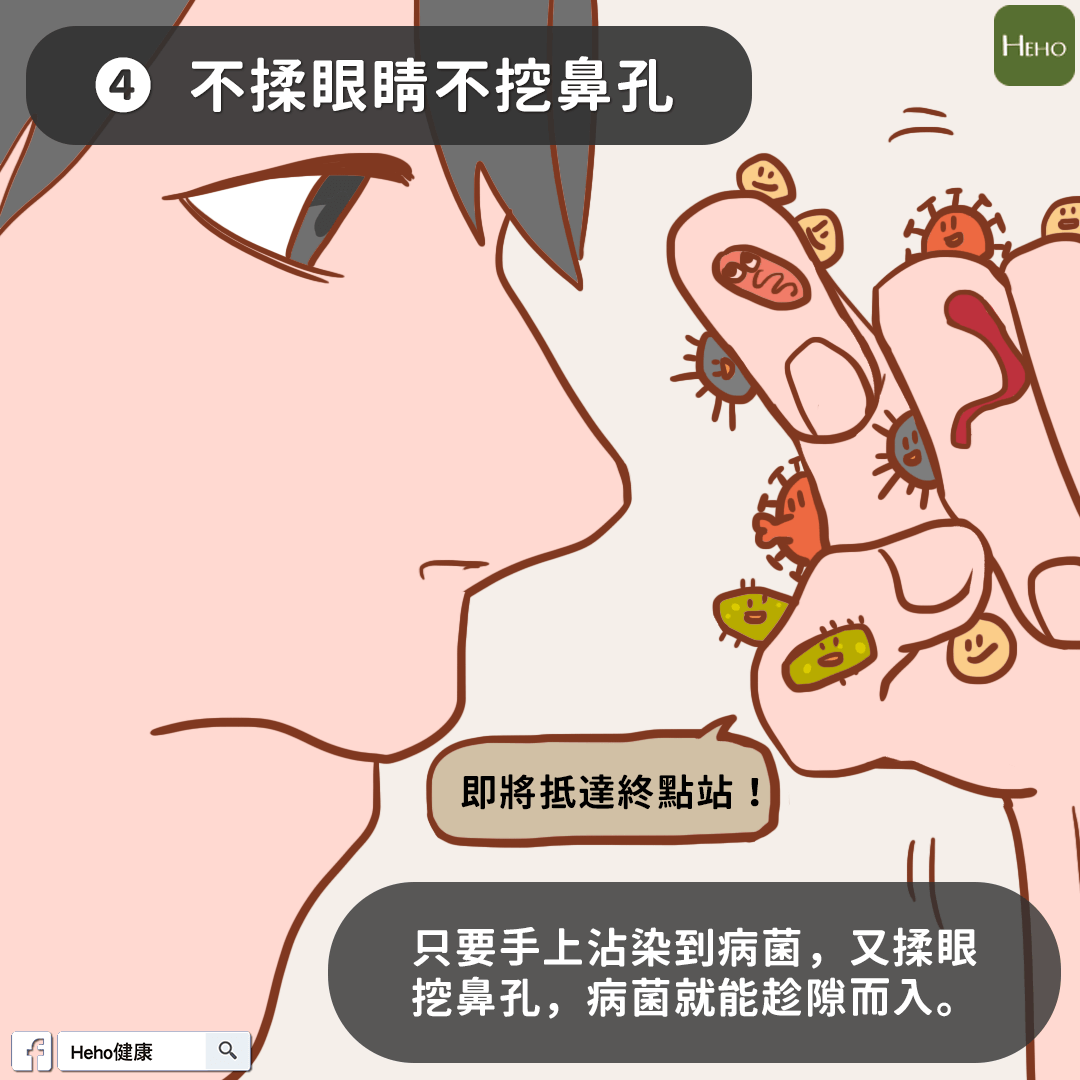 4 不揉眼睛不挖鼻孔
HEHO
即將抵達終點站！
只要手上沾染到病菌，又揉眼
挖鼻孔，病菌就能趁隙而入。
f Heho健康